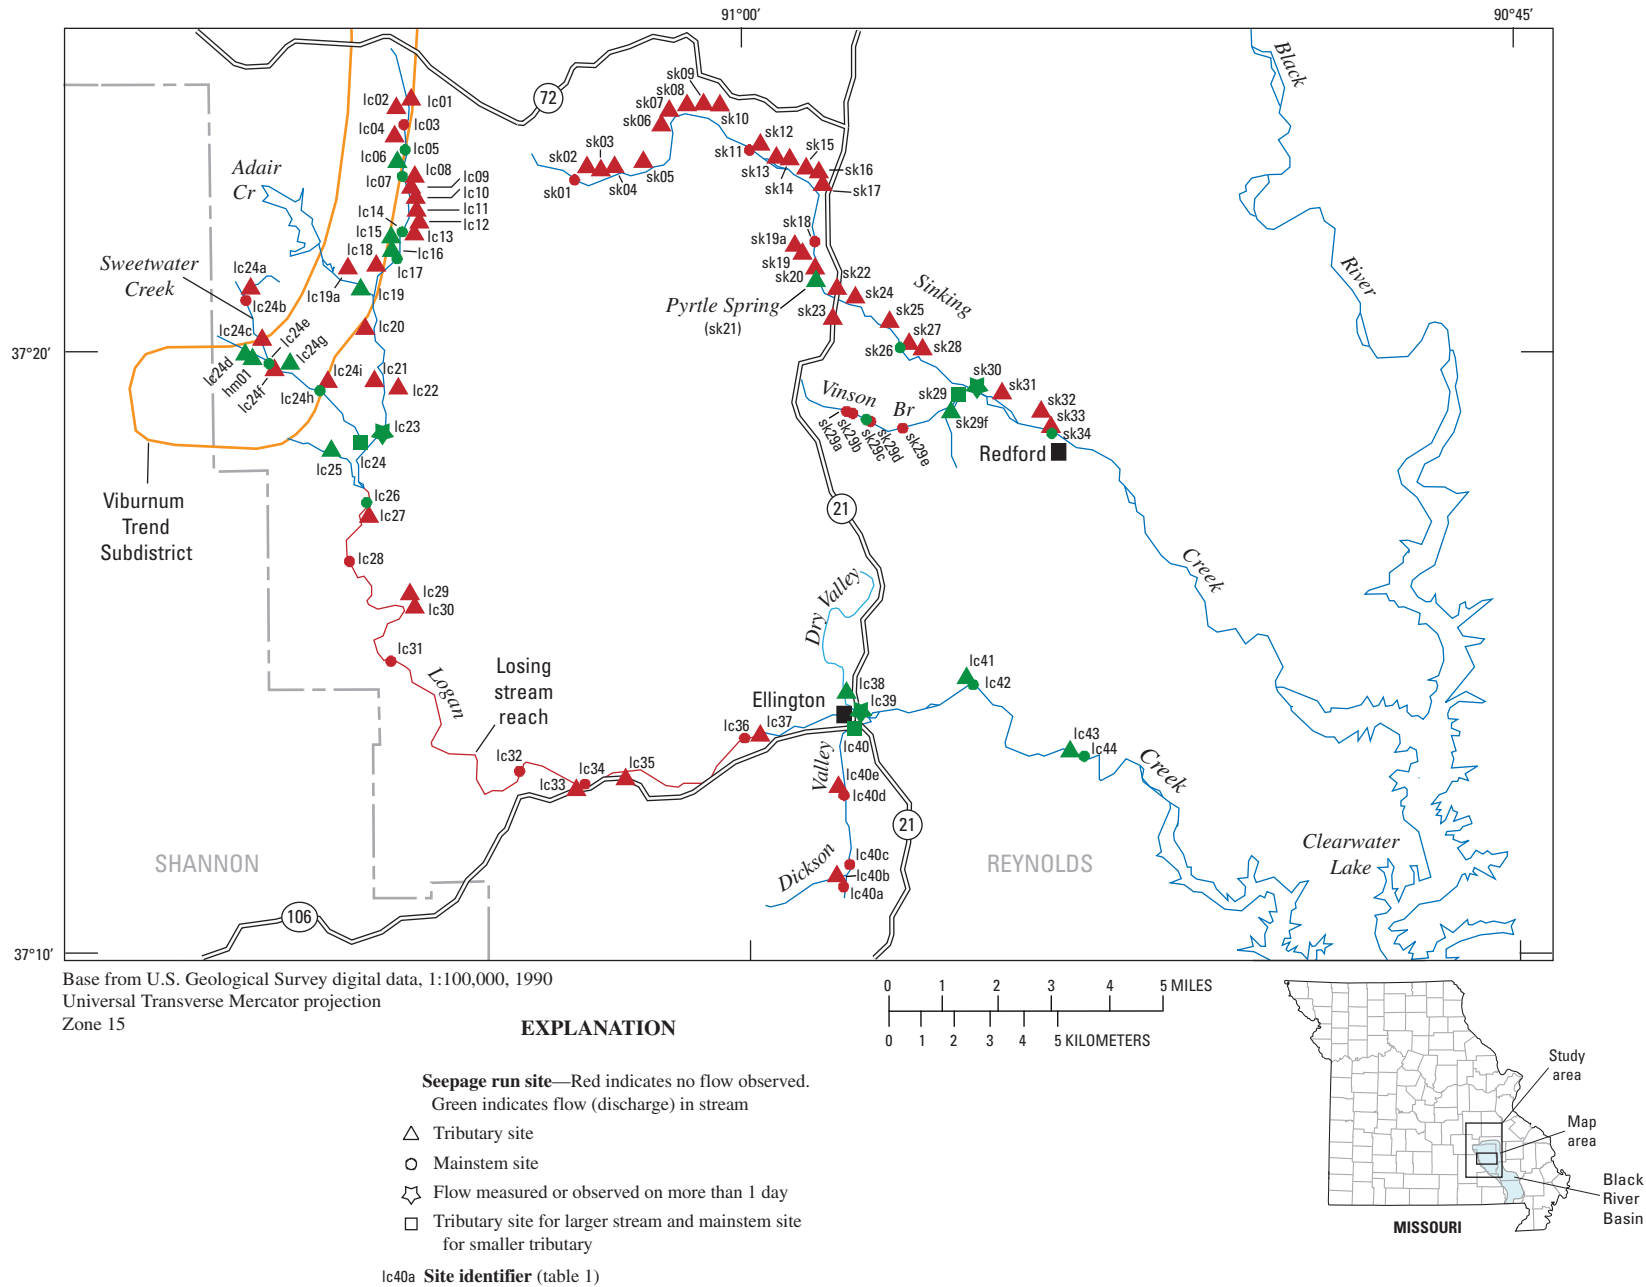 91°00′
90°45′
Black
River
72
sk09
sk08
sk07
sk06
sk10
lc02
lc01
lc03
lc04
lc05
lc06
lc07
lc08
lc09
lc10
lc11
lc12
lc13
lc14
lc15
lc16
lc17
lc18
lc19a
lc19
lc20
Adair
Cr
sk03
sk02
sk01
sk04
sk05
sk12
sk11
sk13
sk14
sk15
sk16
sk17
sk18
sk19a
sk19
sk20
Sweetwater
Creek
lc24a
lc24b
lc24c
lc24e
lc24g
lc24d
hm01
lc24f
lc24h
lc24i
lc21
lc22
lc23
lc24
lc25
lc26
lc27
Pyrtle Spring
(sk21)
sk22
sk23
sk24
Sinking
sk25
sk27
sk26
sk28
37°20′
Vinson
Br
sk29a
sk29b
sk29c
sk29d
sk29e
sk29
sk29f
sk30
sk31
sk32
sk33
sk34
Redford
Viburnum
Trend
Subdistrict
21
lc28
lc29
lc30
lc31
Logan
Losing
stream
reach
Creek
Dry Valley
Ellington
lc38
lc39
lc40
lc41
lc42
lc43
lc44
Creek
lc32
lc33
lc34
lc35
lc36
lc37
Valley
lc40e
lc40d
21
Dickson
lc40c
lc40b
lc40a
SHANNON
REYNOLDS
Clearwater
Lake
106
37°10′
Base from U.S. Geological Survey digital data, 1:100,000, 1990
Universal Transverse Mercator projection
Zone 15
0 1 2 3 4 5 MILES
0 1 2 3 4 5 KILOMETERS
EXPLANATION
Seepage run site—Red indicates no flow observed.
Green indicates flow (discharge) in stream
Tributary site
Mainstem site
Flow measured or observed on more than 1 day
Tributary site for larger stream and mainstem site
for smaller tributary
lc40a Site identifier (table 1)
Study
area
Map
area
Black
River
Basin
MISSOURI